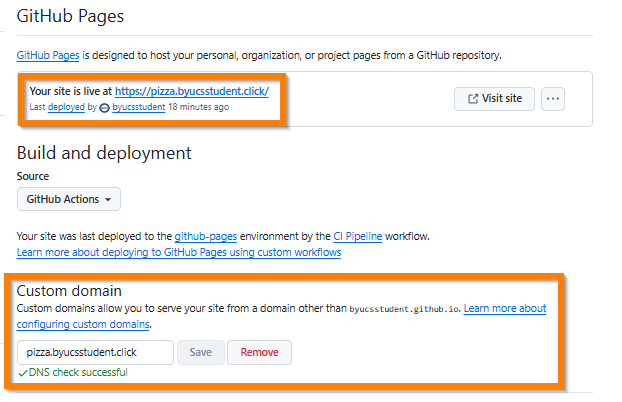 GitHub Pages
GitHub Pages is designed to host your personal, organization, or project pages from a GitHub repository.
Your site is live at https://pizza.byucsstudent.click/
Last deployed by byucsstudent 18 minutes ago
Visit site
Build and deployment
Source
GitHub Actions
Your site was last deployed to the github-pages environment by the CI Pipeline workflow.
Learn more about deploying to GitHub Pages using custom workflows
Custom domain
Custom domains allow you to serve your site from a domain other than byucsstudent.github.io. Learn more about
configuring custom domains.
pizza.byucsstudent.click Save Remove
DNS check successful